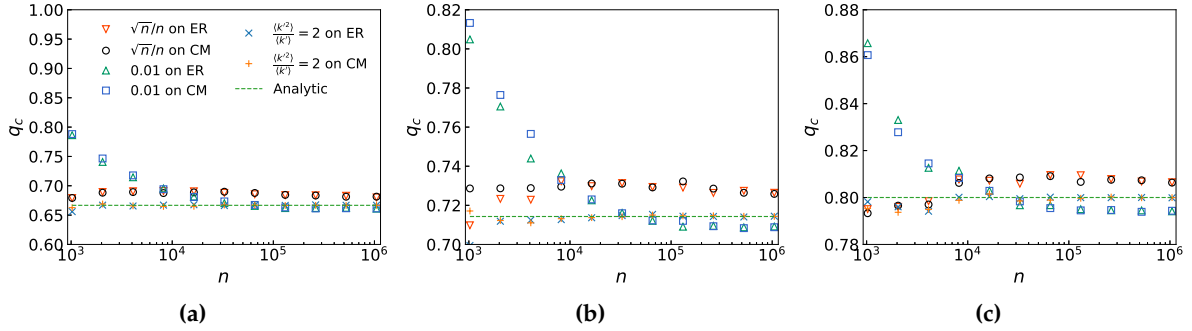 1.00
0.95
0.90
0.85
0.80
0.75
0.70
0.65
0.60
q_c
√n/n on ER
√n/n on CM
0.01 on ER
0.01 on CM
⟨k'²⟩/⟨k'⟩ = 2 on ER
⟨k'²⟩/⟨k'⟩ = 2 on CM
Analytic
10³ 10⁴ 10⁵ 10⁶
n
(a)
0.82
0.80
0.78
0.76
0.74
0.72
0.70
q_c
10³ 10⁴ 10⁵ 10⁶
n
(b)
0.88
0.86
0.84
0.82
0.80
0.78
q_c
10³ 10⁴ 10⁵ 10⁶
n
(c)